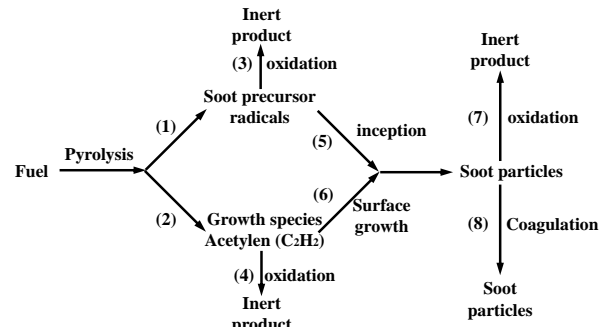 Inert
product
(3) oxidation
Soot precursor
radicals
(1)
Pyrolysis
Fuel
(2)
Growth species
Acetylen (C₂H₂)
(4) oxidation
Inert
product
(5)
inception
(6)
Surface
growth
Inert
product
(7) oxidation
Soot particles
(8) Coagulation
Soot
particles